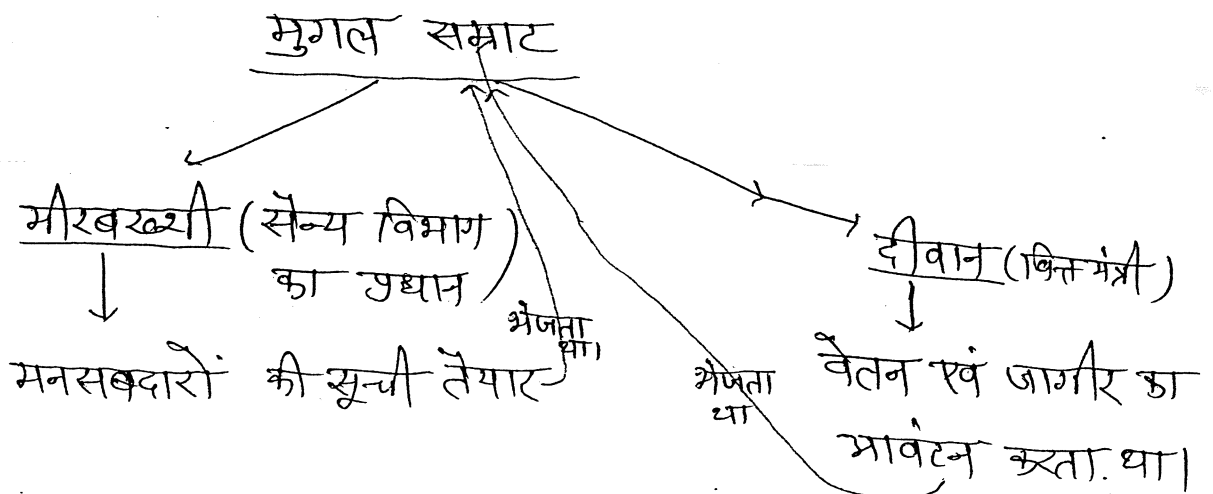 मुगल सम्राट
मीरबख्शी (सैन्य विभाग
का प्रधान)
दीवान (वित्त मंत्री)
भेजता
था।
मनसबदारों की सूची तैयार
भेजता
था
वेतन एवं जागीर का
आवंटन करता था।